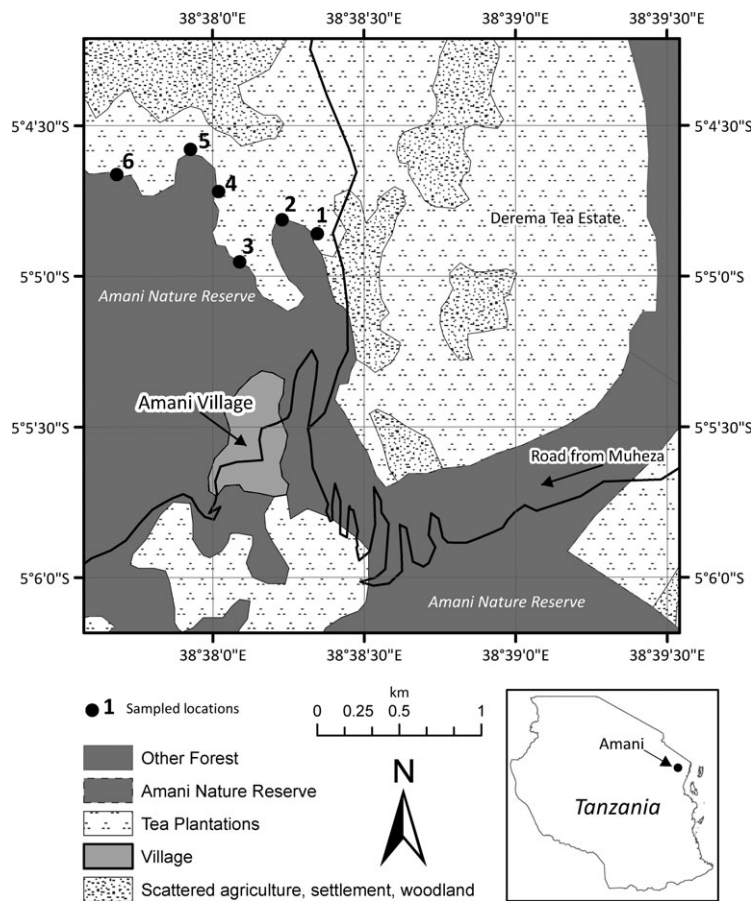 38°38'0"E 38°38'30"E 38°39'0"E 38°39'30"E
5°4'30"S 5°4'30"S
5
6
4
2
1
Derema Tea Estate
3
5°5'0"S 5°5'0"S
Amani Nature Reserve
Amani Village
5°5'30"S 5°5'30"S
Road from Muheza
5°6'0"S 5°6'0"S
Amani Nature Reserve
38°38'0"E 38°38'30"E 38°39'0"E 38°39'30"E
1 Sampled locations
km
0 0.25 0.5 1
Other Forest
Amani Nature Reserve
Tea Plantations
Village
Scattered agriculture, settlement, woodland
N
Amani
Tanzania